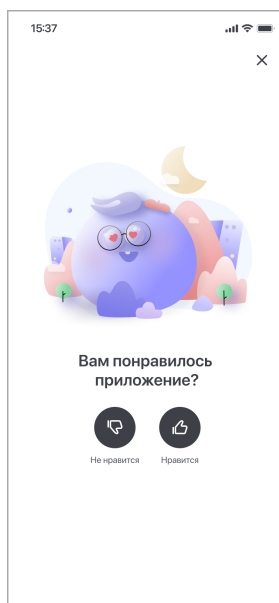 15:37
Вам понравилось
приложение?
Не нравится
Нравится